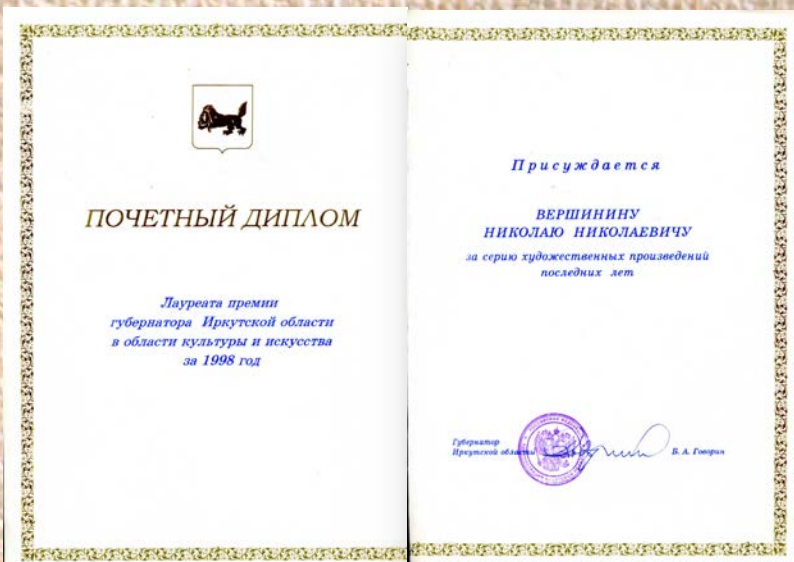 ПОЧЕТНЫЙ ДИПЛОМ
Лауреата премии
губернатора Иркутской области
в области культуры и искусства
за 1998 год
Присуждается
ВЕРШИНИНУ
НИКОЛАЮ НИКОЛАЕВИЧУ
за серию художественных произведений
последних лет
Губернатор
Иркутской области
Б. А. Говорин